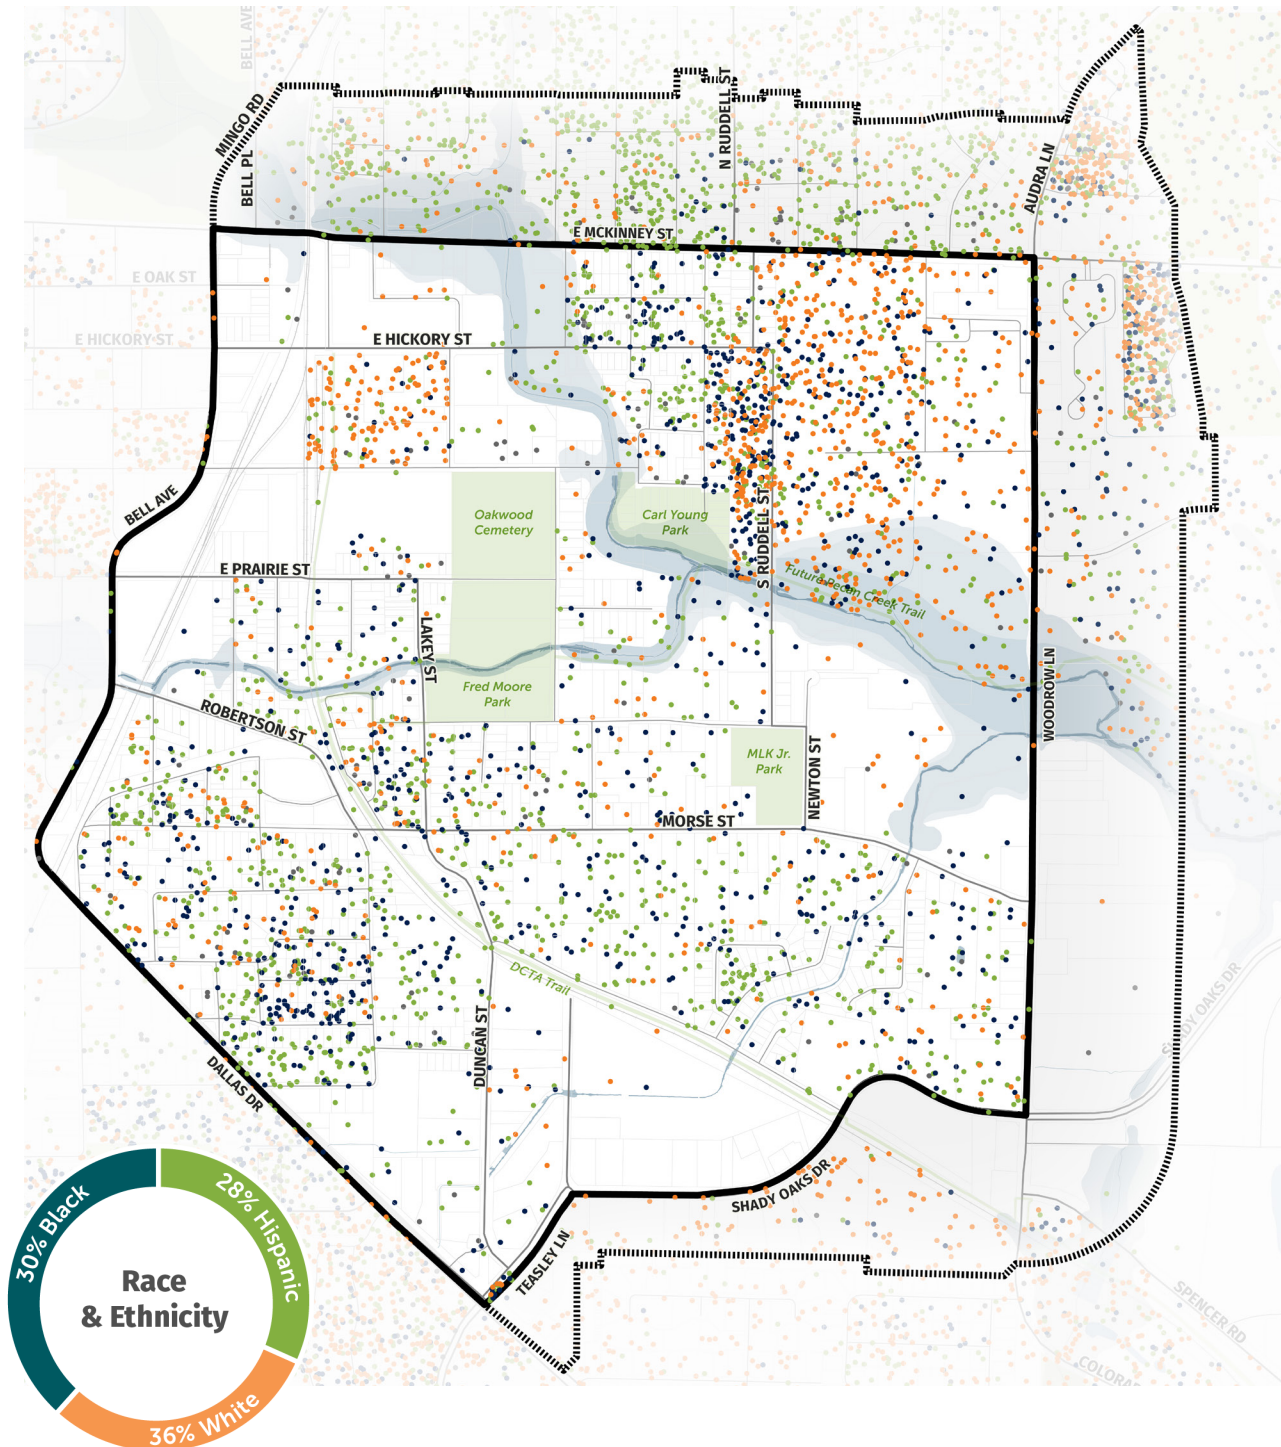 BELL AVE
MINGO RD
BELL PL
N RUDDELL ST
AUDRA LN
E MCKINNEY ST
E OAK ST
E HICKORY ST
E HICKORY ST
BELL AVE
Oakwood
Cemetery
Carl Young
Park
S RUDDELL ST
E PRAIRIE ST
Future Pecan Creek Trail
LAKEY ST
WOODROW LN
Fred Moore
Park
ROBERTSON ST
MLK Jr.
Park
NEWTON ST
MORSE ST
DCTA Trail
SHADY OAKS DR
DUNCAN ST
DALLAS DR
SHADY OAKS DR
TEASLEY LN
SPENCER RD
30% Black
28% Hispanic
Race
& Ethnicity
36% White